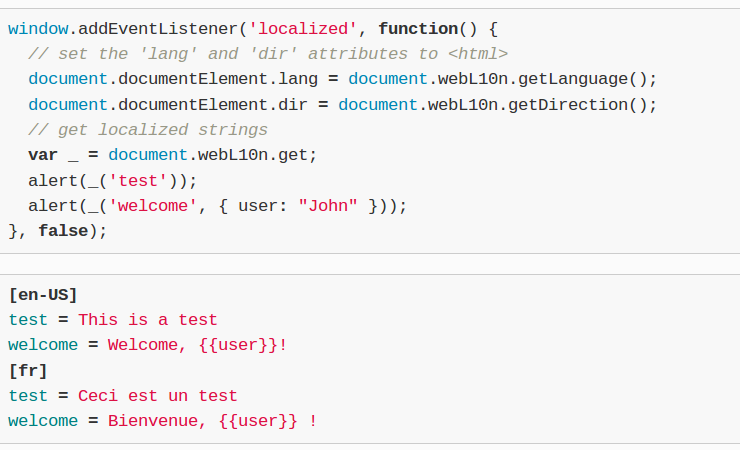 window.addEventListener('localized', function() {
  // set the 'lang' and 'dir' attributes to <html>
  document.documentElement.lang = document.webL10n.getLanguage();
  document.documentElement.dir = document.webL10n.getDirection();
  // get localized strings
  var _ = document.webL10n.get;
  alert(_('test'));
  alert(_('welcome', { user: "John" }));
}, false);
[en-US]
test = This is a test
welcome = Welcome, {{user}}!
[fr]
test = Ceci est un test
welcome = Bienvenue, {{user}} !